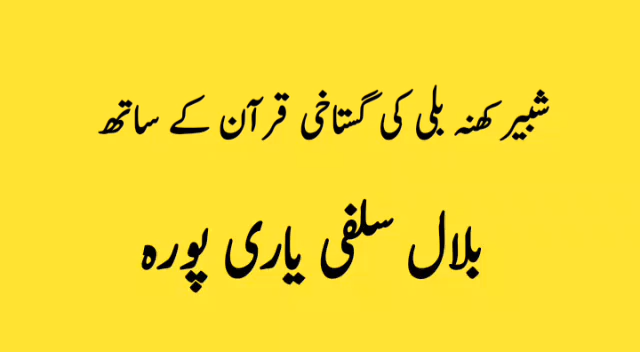 شبیر کھنہ بلی کی گستاخی قرآن کے ساتھ
بلال سلفی یاری پورہ